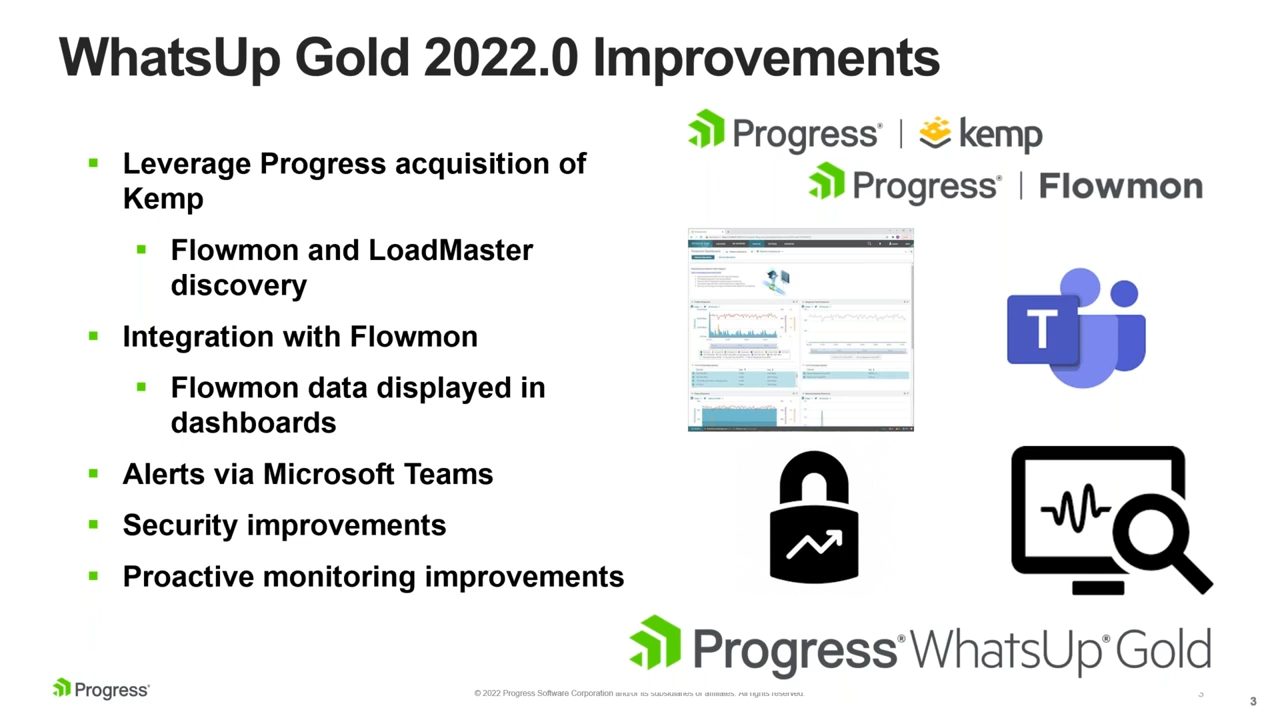 WhatsUp Gold 2022.0 Improvements
Progress® | kemp
Progress® | Flowmon
Leverage Progress acquisition of
Kemp
Flowmon and LoadMaster
discovery
Integration with Flowmon
Flowmon data displayed in
dashboards
Alerts via Microsoft Teams
Security improvements
Proactive monitoring improvements
T
Progress® WhatsUp® Gold
Progress®
© 2022 Progress Software Corporation and/or its subsidiaries or affiliates. All rights reserved.
3
3